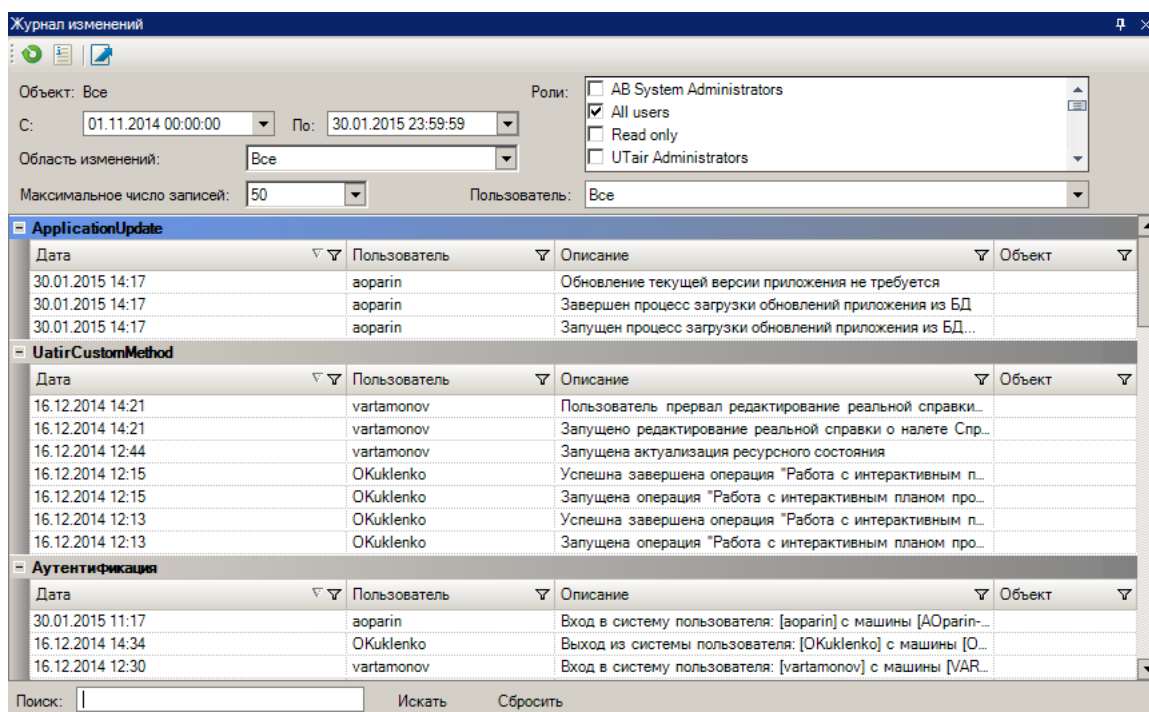 Журнал изменений
Объект: Все
Роли:
AB System Administrators
All users
Read only
UTair Administrators
С: 01.11.2014 00:00:00 По: 30.01.2015 23:59:59
Область изменений: Все
Максимальное число записей: 50 Пользователь: Все
ApplicationUpdate
Дата Пользователь Описание Объект
30.01.2015 14:17 aoparin Обновление текущей версии приложения не требуется
30.01.2015 14:17 aoparin Завершен процесс загрузки обновлений приложения из БД
30.01.2015 14:17 aoparin Запущен процесс загрузки обновлений приложения из БД...
UatirCustomMethod
Дата Пользователь Описание Объект
16.12.2014 14:21 vartamonov Пользователь прервал редактирование реальной справки...
16.12.2014 14:21 vartamonov Запущено редактирование реальной справки о налете Спр...
16.12.2014 12:44 vartamonov Запущена актуализация ресурсного состояния
16.12.2014 12:15 OKuklenko Успешна завершена операция "Работа с интерактивным п...
16.12.2014 12:15 OKuklenko Запущена операция "Работа с интерактивным планом про...
16.12.2014 12:13 OKuklenko Успешна завершена операция "Работа с интерактивным п...
16.12.2014 12:13 OKuklenko Запущена операция "Работа с интерактивным планом про...
Аутентификация
Дата Пользователь Описание Объект
30.01.2015 11:17 aoparin Вход в систему пользователя: [aoparin] с машины [AOparin-...
16.12.2014 14:34 OKuklenko Выход из системы пользователя: [OKuklenko] с машины [O...
16.12.2014 12:30 vartamonov Вход в систему пользователя: [vartamonov] с машины [VAR...
Поиск: Искать Сбросить